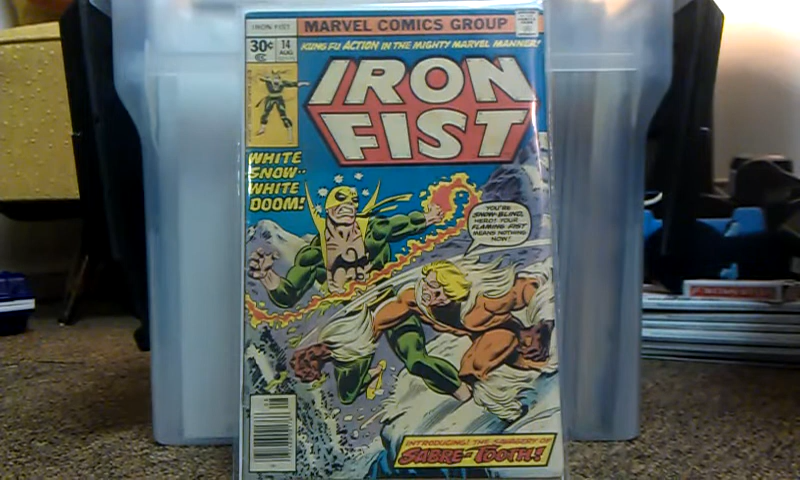 IRON FIST
MARVEL COMICS GROUP
30¢ 14
AUG
KUNG FU ACTION IN THE MIGHTY MARVEL MANNER!
IRON
FIST
WHITE
SNOW--
WHITE
DOOM!
YOU'RE
SNOW-BLIND,
HERO! YOUR
FLAMING FIST
MEANS NOTHING
NOW!
INTRODUCING! THE SAVAGERY OF
SABRE-TOOTH!